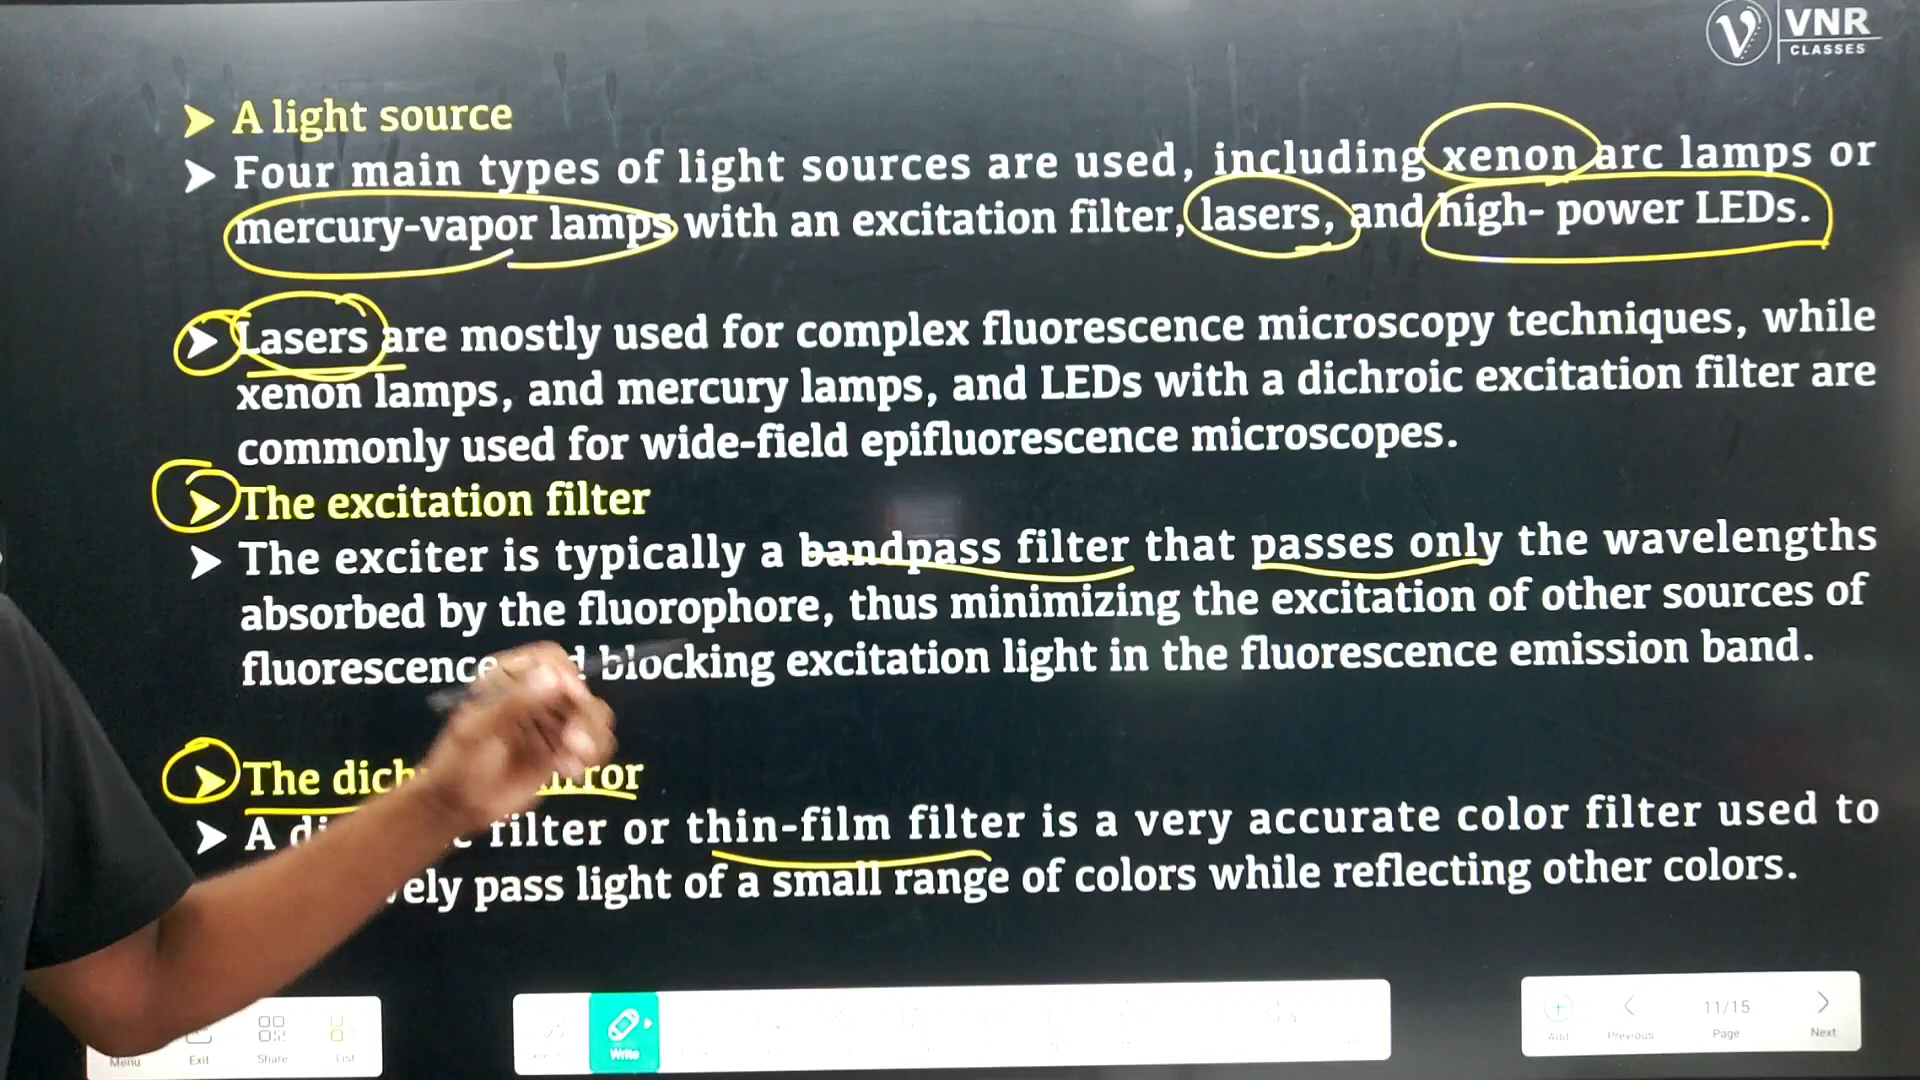 VNR
CLASSES
A light source
Four main types of light sources are used, including xenon arc lamps or
mercury-vapor lamps with an excitation filter, lasers, and high- power LEDs.
Lasers are mostly used for complex fluorescence microscopy techniques, while
xenon lamps, and mercury lamps, and LEDs with a dichroic excitation filter are
commonly used for wide-field epifluorescence microscopes.
The excitation filter
The exciter is typically a bandpass filter that passes only the wavelengths
absorbed by the fluorophore, thus minimizing the excitation of other sources of
fluorescence blocking excitation light in the fluorescence emission band.
The
A filter or thin-film filter is a very accurate color filter used to
pass light of a small range of colors while reflecting other colors.
Menu Exit Share List Write Add Previous 11/15 Page Next